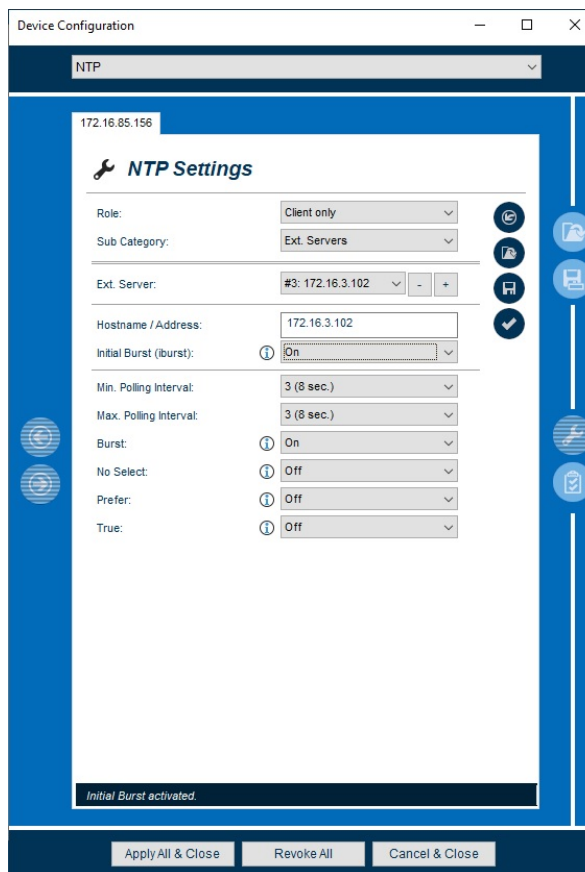 Device Configuration
NTP
172.16.85.156
NTP Settings
Role: Client only
Sub Category: Ext. Servers
Ext. Server: #3: 172.16.3.102 - +
Hostname / Address: 172.16.3.102
Initial Burst (iburst): On
Min. Polling Interval: 3 (8 sec.)
Max. Polling Interval: 3 (8 sec.)
Burst: On
No Select: Off
Prefer: Off
True: Off
Initial Burst activated.
Apply All & Close Revoke All Cancel & Close